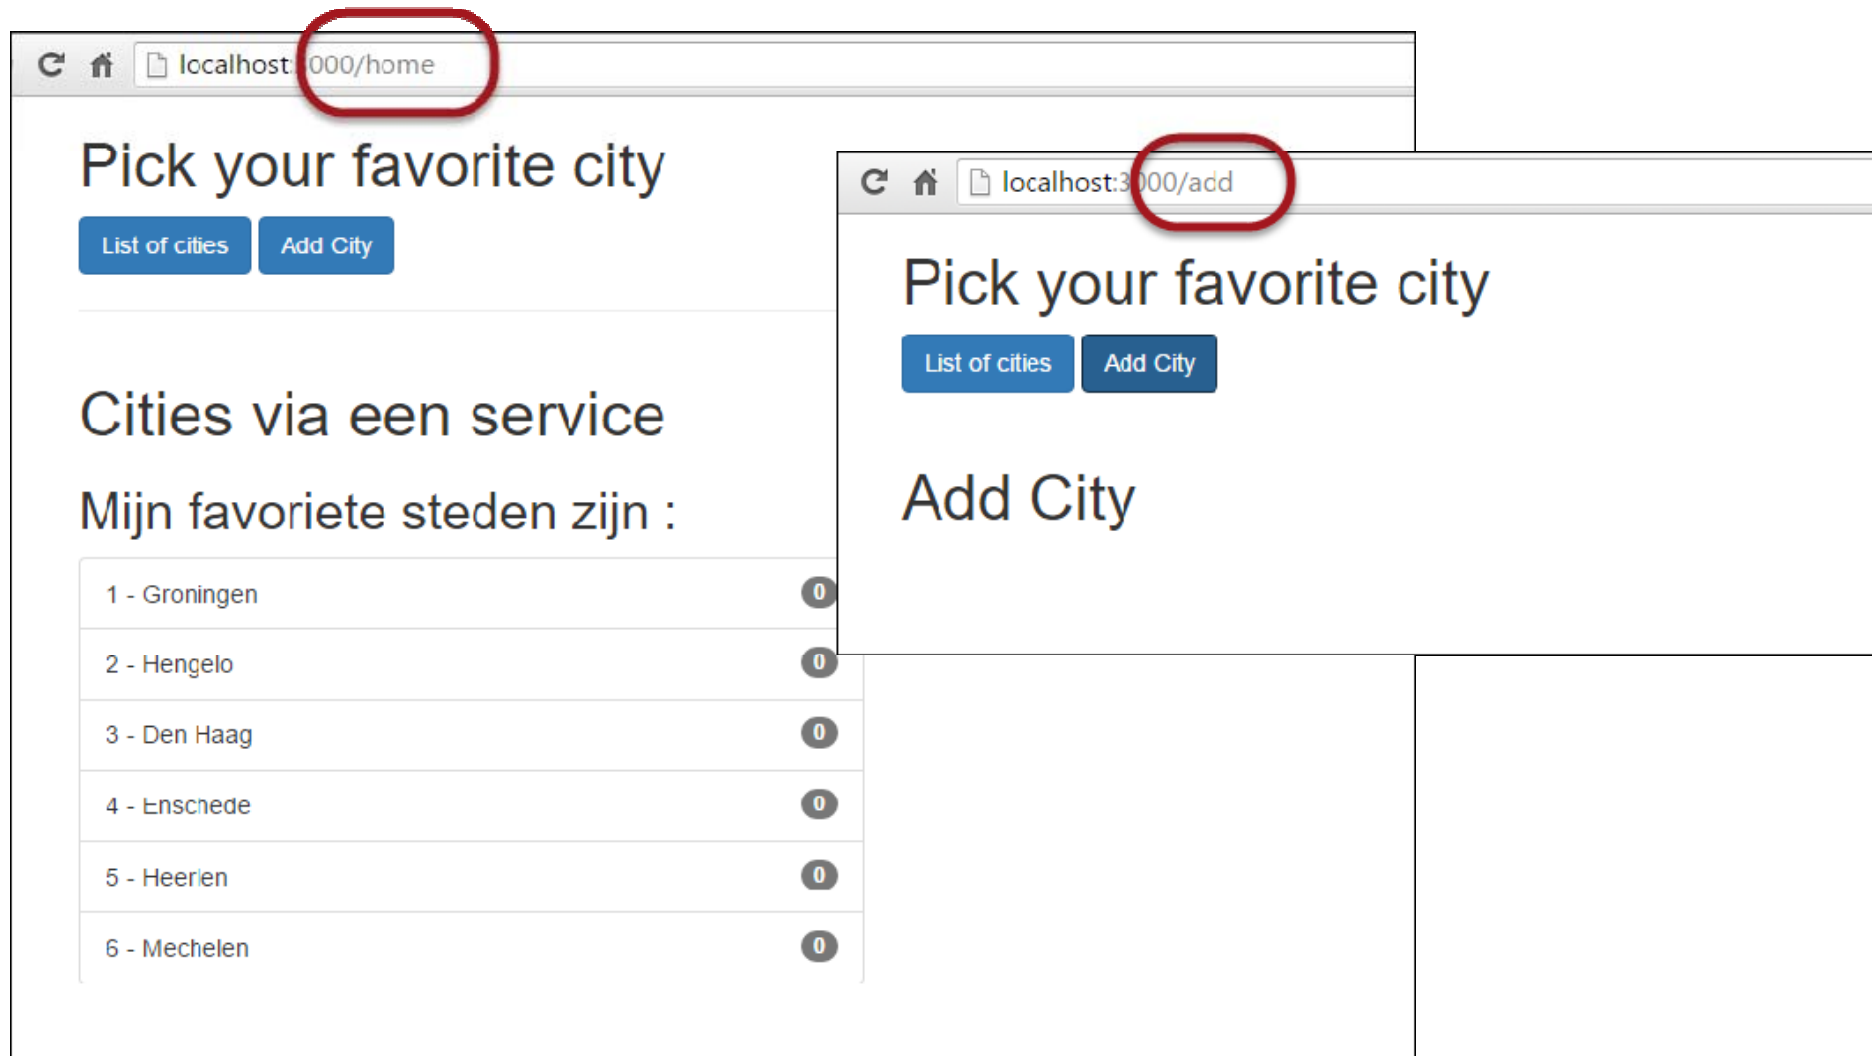 localhost:3000/home
Pick your favorite city
List of cities Add City
Cities via een service
Mijn favoriete steden zijn :
1 - Groningen 0
2 - Hengelo 0
3 - Den Haag 0
4 - Enschede 0
5 - Heerlen 0
6 - Mechelen 0
localhost:3000/add
Pick your favorite city
List of cities Add City
Add City